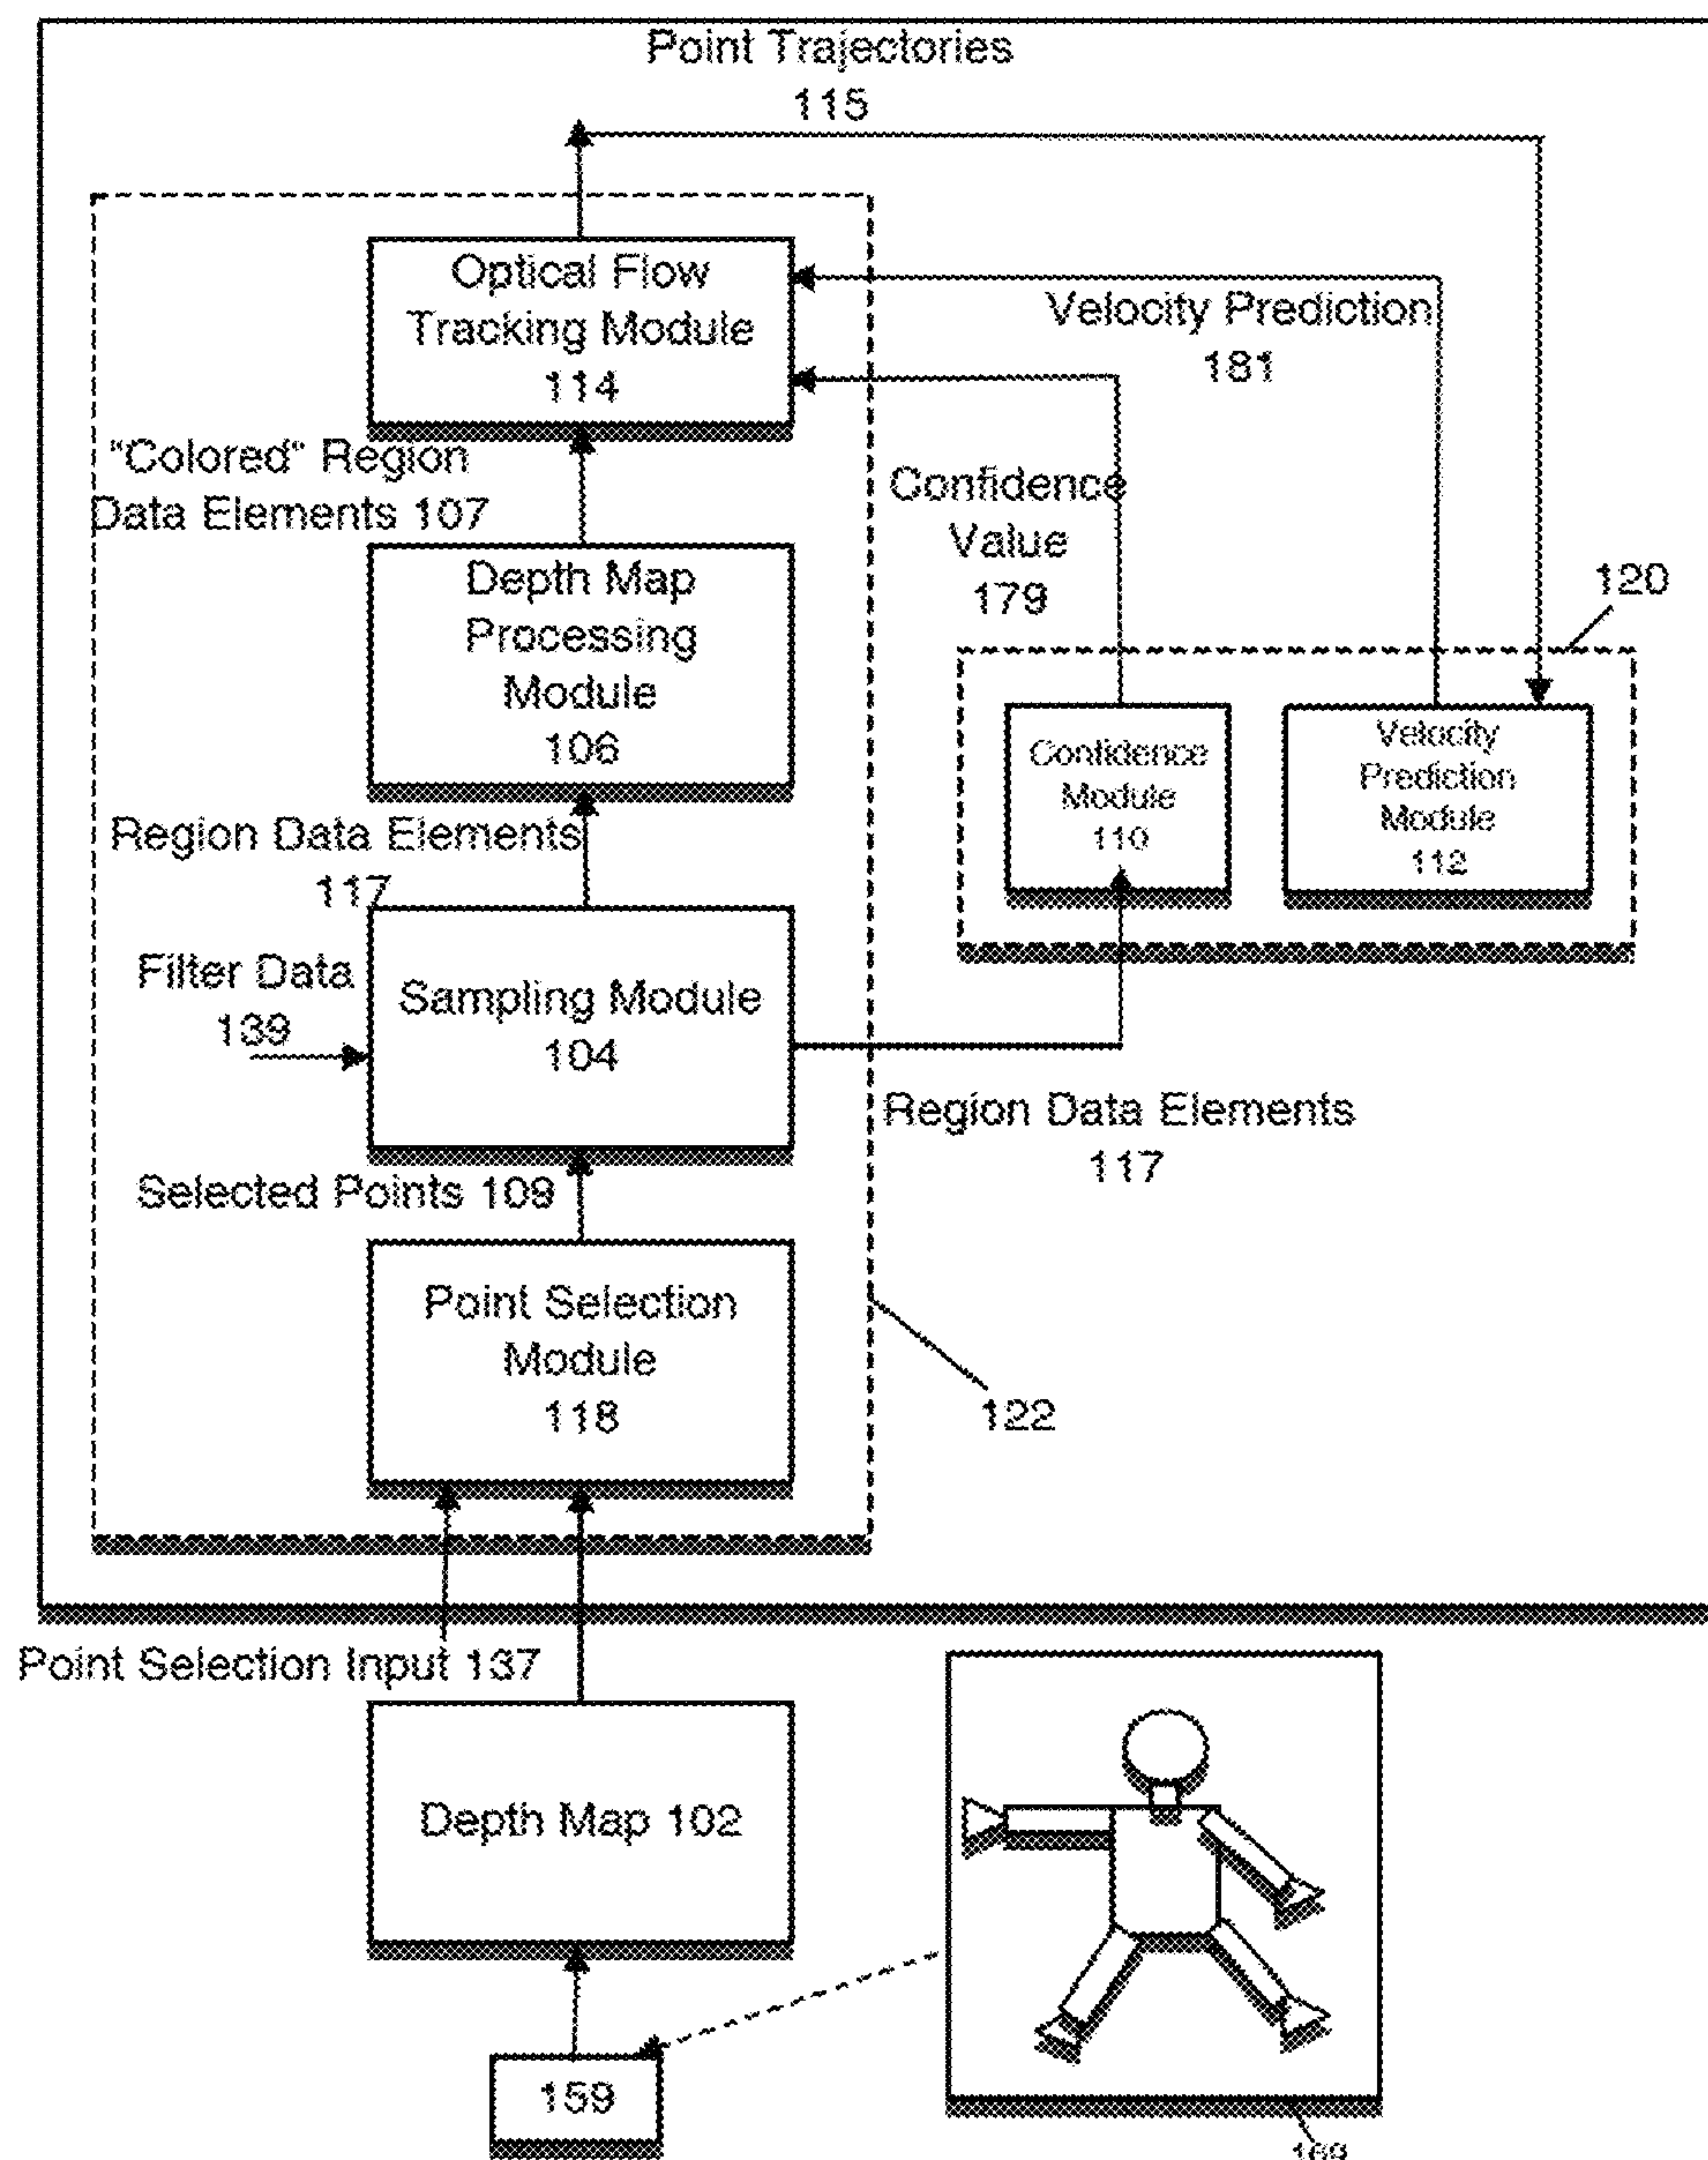 Point Trajectories
115
Optical Flow
Tracking Module
114
Velocity Prediction
181
"Colored" Region
Data Elements 107
Confidence
Value
179
Depth Map
Processing
Module
106
120
Confidence
Module
110
Velocity
Prediction
Module
112
Region Data Elements
117
Filter Data
139
Sampling Module
104
Region Data Elements
117
Selected Points 109
Point Selection
Module
118
122
Point Selection Input 137
Depth Map 102
159